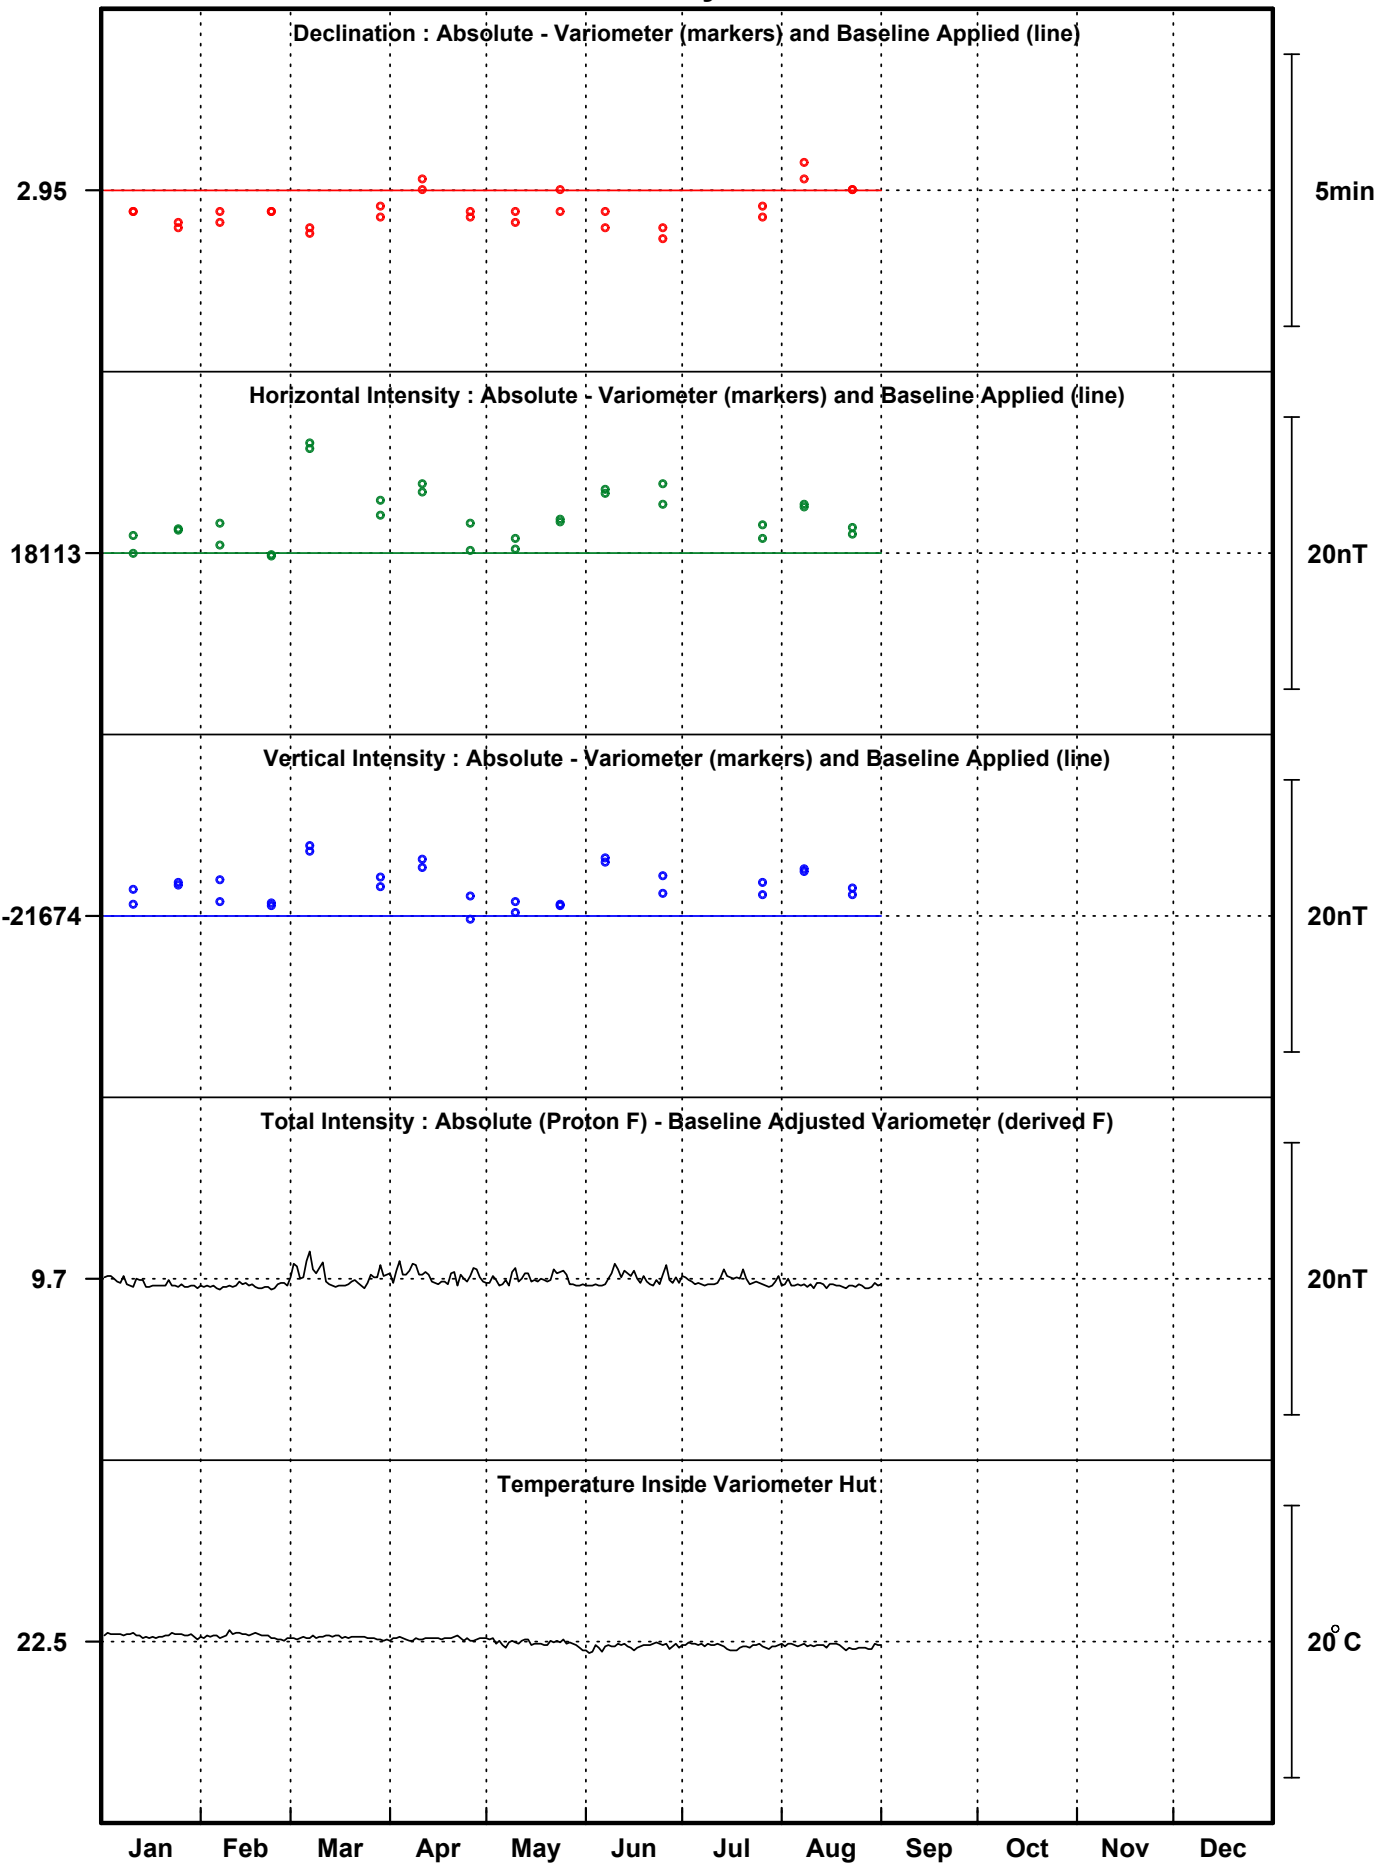 Declination : Absolute - Variometer (markers) and Baseline Applied (line)
2.95
5min
Horizontal Intensity : Absolute - Variometer (markers) and Baseline Applied (line)
18113
20nT
Vertical Intensity : Absolute - Variometer (markers) and Baseline Applied (line)
-21674
20nT
Total Intensity : Absolute (Proton F) - Baseline Adjusted Variometer (derived F)
9.7
20nT
Temperature Inside Variometer Hut
22.5
20°C
Jan Feb Mar Apr May Jun Jul Aug Sep Oct Nov Dec